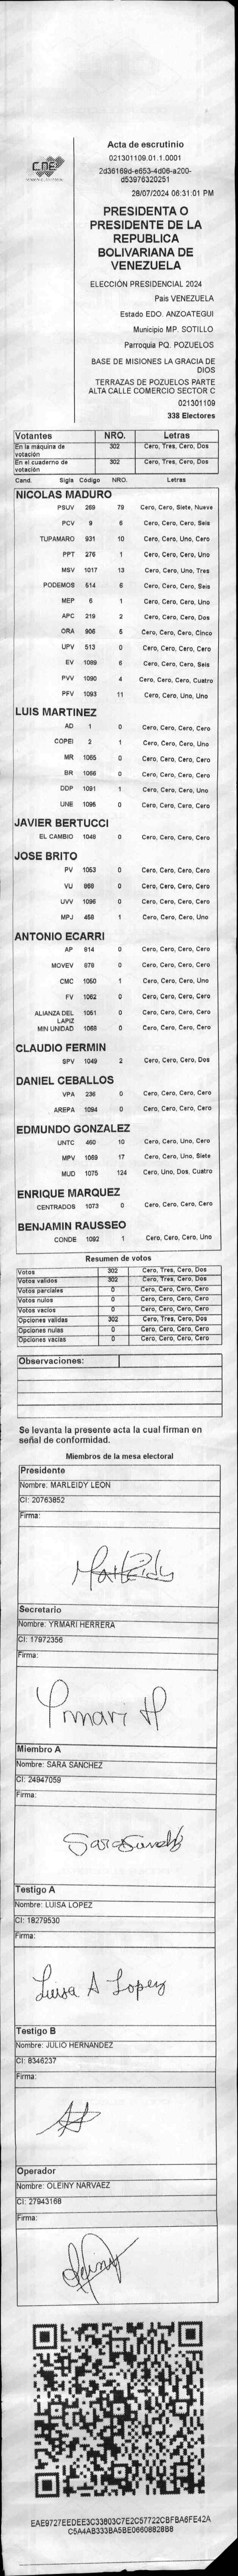 CNE
Acta de escrutinio
021301109.01.1.0001
2d36169d-e653-4d06-a200-
d53976320251
28/07/2024 06:31:01 PM
PRESIDENTA O
PRESIDENTE DE LA
REPUBLICA
BOLIVARIANA DE
VENEZUELA
ELECCIÓN PRESIDENCIAL 2024
País VENEZUELA
Estado EDO. ANZOATEGUI
Municipio MP. SOTILLO
Parroquia PQ. POZUELOS
BASE DE MISIONES LA GRACIA DE
DIOS
TERRAZAS DE POZUELOS PARTE
ALTA CALLE COMERCIO SECTOR C
021301109
338 Electores
Votantes NRO. Letras
En la máquina de votación 302 Cero, Tres, Cero, Dos
En el cuaderno de votación 302 Cero, Tres, Cero, Dos
Cand. Sigla Código NRO. Letras
NICOLAS MADURO
PSUV 269 79 Cero, Cero, Siete, Nueve
PCV 9 6 Cero, Cero, Cero, Seis
TUPAMARO 931 10 Cero, Cero, Uno, Cero
PPT 276 1 Cero, Cero, Cero, Uno
MSV 1017 13 Cero, Cero, Uno, Tres
PODEMOS 514 6 Cero, Cero, Cero, Seis
MEP 6 1 Cero, Cero, Cero, Uno
APC 219 2 Cero, Cero, Cero, Dos
ORA 906 5 Cero, Cero, Cero, Cinco
UPV 513 0 Cero, Cero, Cero, Cero
EV 1089 6 Cero, Cero, Cero, Seis
PVV 1090 4 Cero, Cero, Cero, Cuatro
PFV 1093 11 Cero, Cero, Uno, Uno
LUIS MARTINEZ
AD 1 0 Cero, Cero, Cero, Cero
COPEI 2 1 Cero, Cero, Cero, Uno
MR 1065 0 Cero, Cero, Cero, Cero
BR 1066 0 Cero, Cero, Cero, Cero
DDP 1091 1 Cero, Cero, Cero, Uno
UNE 1095 0 Cero, Cero, Cero, Cero
JAVIER BERTUCCI
EL CAMBIO 1048 0 Cero, Cero, Cero, Cero
JOSE BRITO
PV 1053 0 Cero, Cero, Cero, Cero
VU 868 0 Cero, Cero, Cero, Cero
UVV 1096 0 Cero, Cero, Cero, Cero
MPJ 458 1 Cero, Cero, Cero, Uno
ANTONIO ECARRI
AP 814 0 Cero, Cero, Cero, Cero
MOVEV 878 0 Cero, Cero, Cero, Cero
CMC 1050 1 Cero, Cero, Cero, Uno
FV 1062 0 Cero, Cero, Cero, Cero
ALIANZA DEL LAPIZ 1051 0 Cero, Cero, Cero, Cero
MIN UNIDAD 1068 0 Cero, Cero, Cero, Cero
CLAUDIO FERMIN
SPV 1049 2 Cero, Cero, Cero, Dos
DANIEL CEBALLOS
VPA 236 0 Cero, Cero, Cero, Cero
AREPA 1094 0 Cero, Cero, Cero, Cero
EDMUNDO GONZALEZ
UNTC 460 10 Cero, Cero, Uno, Cero
MPV 1069 17 Cero, Cero, Uno, Siete
MUD 1075 124 Cero, Uno, Dos, Cuatro
ENRIQUE MARQUEZ
CENTRADOS 1073 0 Cero, Cero, Cero, Cero
BENJAMIN RAUSSEO
CONDE 1092 1 Cero, Cero, Cero, Uno
Resumen de votos
Votos 302 Cero, Tres, Cero, Dos
Votos validos 302 Cero, Tres, Cero, Dos
Votos parciales 0 Cero, Cero, Cero, Cero
Votos nulos 0 Cero, Cero, Cero, Cero
Votos vacios 0 Cero, Cero, Cero, Cero
Opciones validas 302 Cero, Tres, Cero, Dos
Opciones nulas 0 Cero, Cero, Cero, Cero
Opciones vacias 0 Cero, Cero, Cero, Cero
Observaciones:
Se levanta la presente acta la cual firman en
señal de conformidad.
Miembros de la mesa electoral
Presidente
Nombre: MARLEIDY LEON
CI: 20763852
Firma:
Marleidy
Secretario
Nombre: YRMARI HERRERA
CI: 17972356
Firma:
Yrmari H
Miembro A
Nombre: SARA SANCHEZ
CI: 24947059
Firma:
Sara Sanchez
Testigo A
Nombre: LUISA LOPEZ
CI: 18279530
Firma:
Luisa A Lopez
Testigo B
Nombre: JULIO HERNANDEZ
CI: 8346237
Firma:
Operador
Nombre: OLEINY NARVAEZ
CI: 27943168
Firma:
Oleiny
EAE9727EEDEE3C33803C7E2C57722CBFBA6FE42A
C5A4AB333BA5BE06608828B8